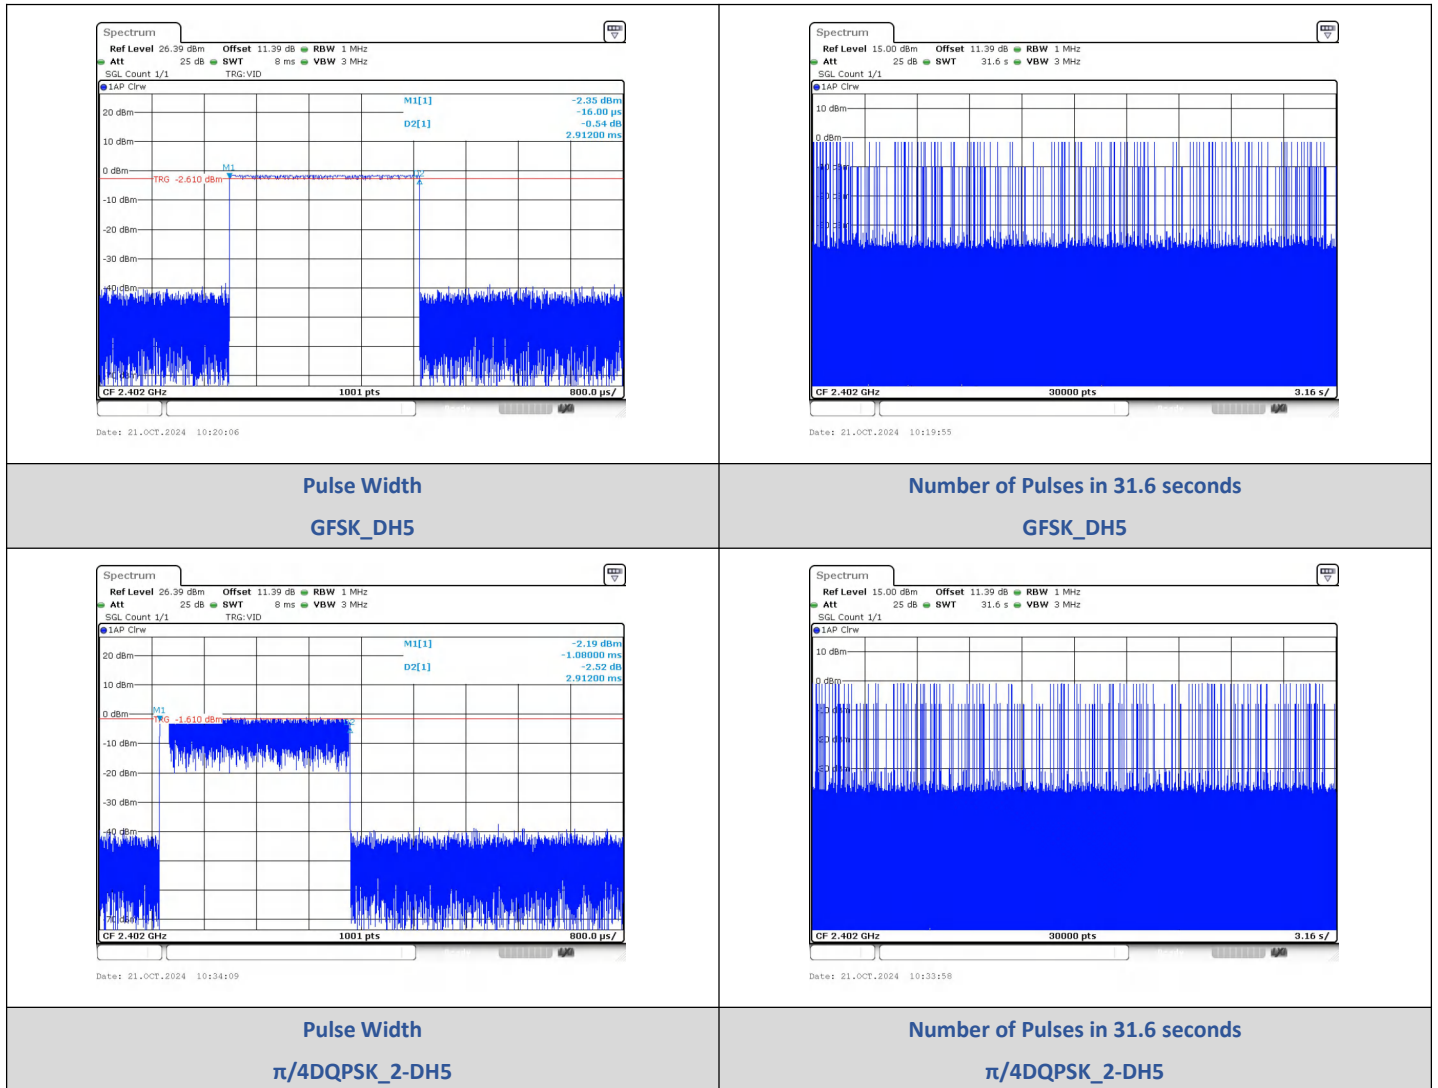 Spectrum
Ref Level 26.39 dBm Offset 11.39 dB RBW 1 MHz
Att 25 dB SWT 8 ms VBW 3 MHz
SGL Count 1/1 TRG:VID
1AP Clrw
M1[1] -2.35 dBm
-16.00 µs
D2[1] -0.54 dB
2.91200 ms
20 dBm
10 dBm
M1
0 dBm
TRG -2.610 dBm
-10 dBm
-20 dBm
-30 dBm
-40 dBm
CF 2.402 GHz 1001 pts 800.0 µs/
Date: 21.OCT.2024 10:20:06
Spectrum
Ref Level 15.00 dBm Offset 11.39 dB RBW 1 MHz
Att 25 dB SWT 31.6 s VBW 3 MHz
SGL Count 1/1
1AP Clrw
10 dBm
0 dBm
CF 2.402 GHz 30000 pts 3.16 s/
Date: 21.OCT.2024 10:19:55
Pulse Width
GFSK_DH5
Number of Pulses in 31.6 seconds
GFSK_DH5
Spectrum
Ref Level 26.39 dBm Offset 11.39 dB RBW 1 MHz
Att 25 dB SWT 8 ms VBW 3 MHz
SGL Count 1/1 TRG:VID
1AP Clrw
M1[1] -2.19 dBm
-1.08000 ms
D2[1] -2.52 dB
2.91200 ms
20 dBm
10 dBm
M1
0 dBm
TRG -1.610 dBm
-10 dBm
-20 dBm
-30 dBm
-40 dBm
CF 2.402 GHz 1001 pts 800.0 µs/
Date: 21.OCT.2024 10:34:09
Spectrum
Ref Level 15.00 dBm Offset 11.39 dB RBW 1 MHz
Att 25 dB SWT 31.6 s VBW 3 MHz
SGL Count 1/1
1AP Clrw
10 dBm
0 dBm
CF 2.402 GHz 30000 pts 3.16 s/
Date: 21.OCT.2024 10:33:58
Pulse Width
π/4DQPSK_2-DH5
Number of Pulses in 31.6 seconds
π/4DQPSK_2-DH5